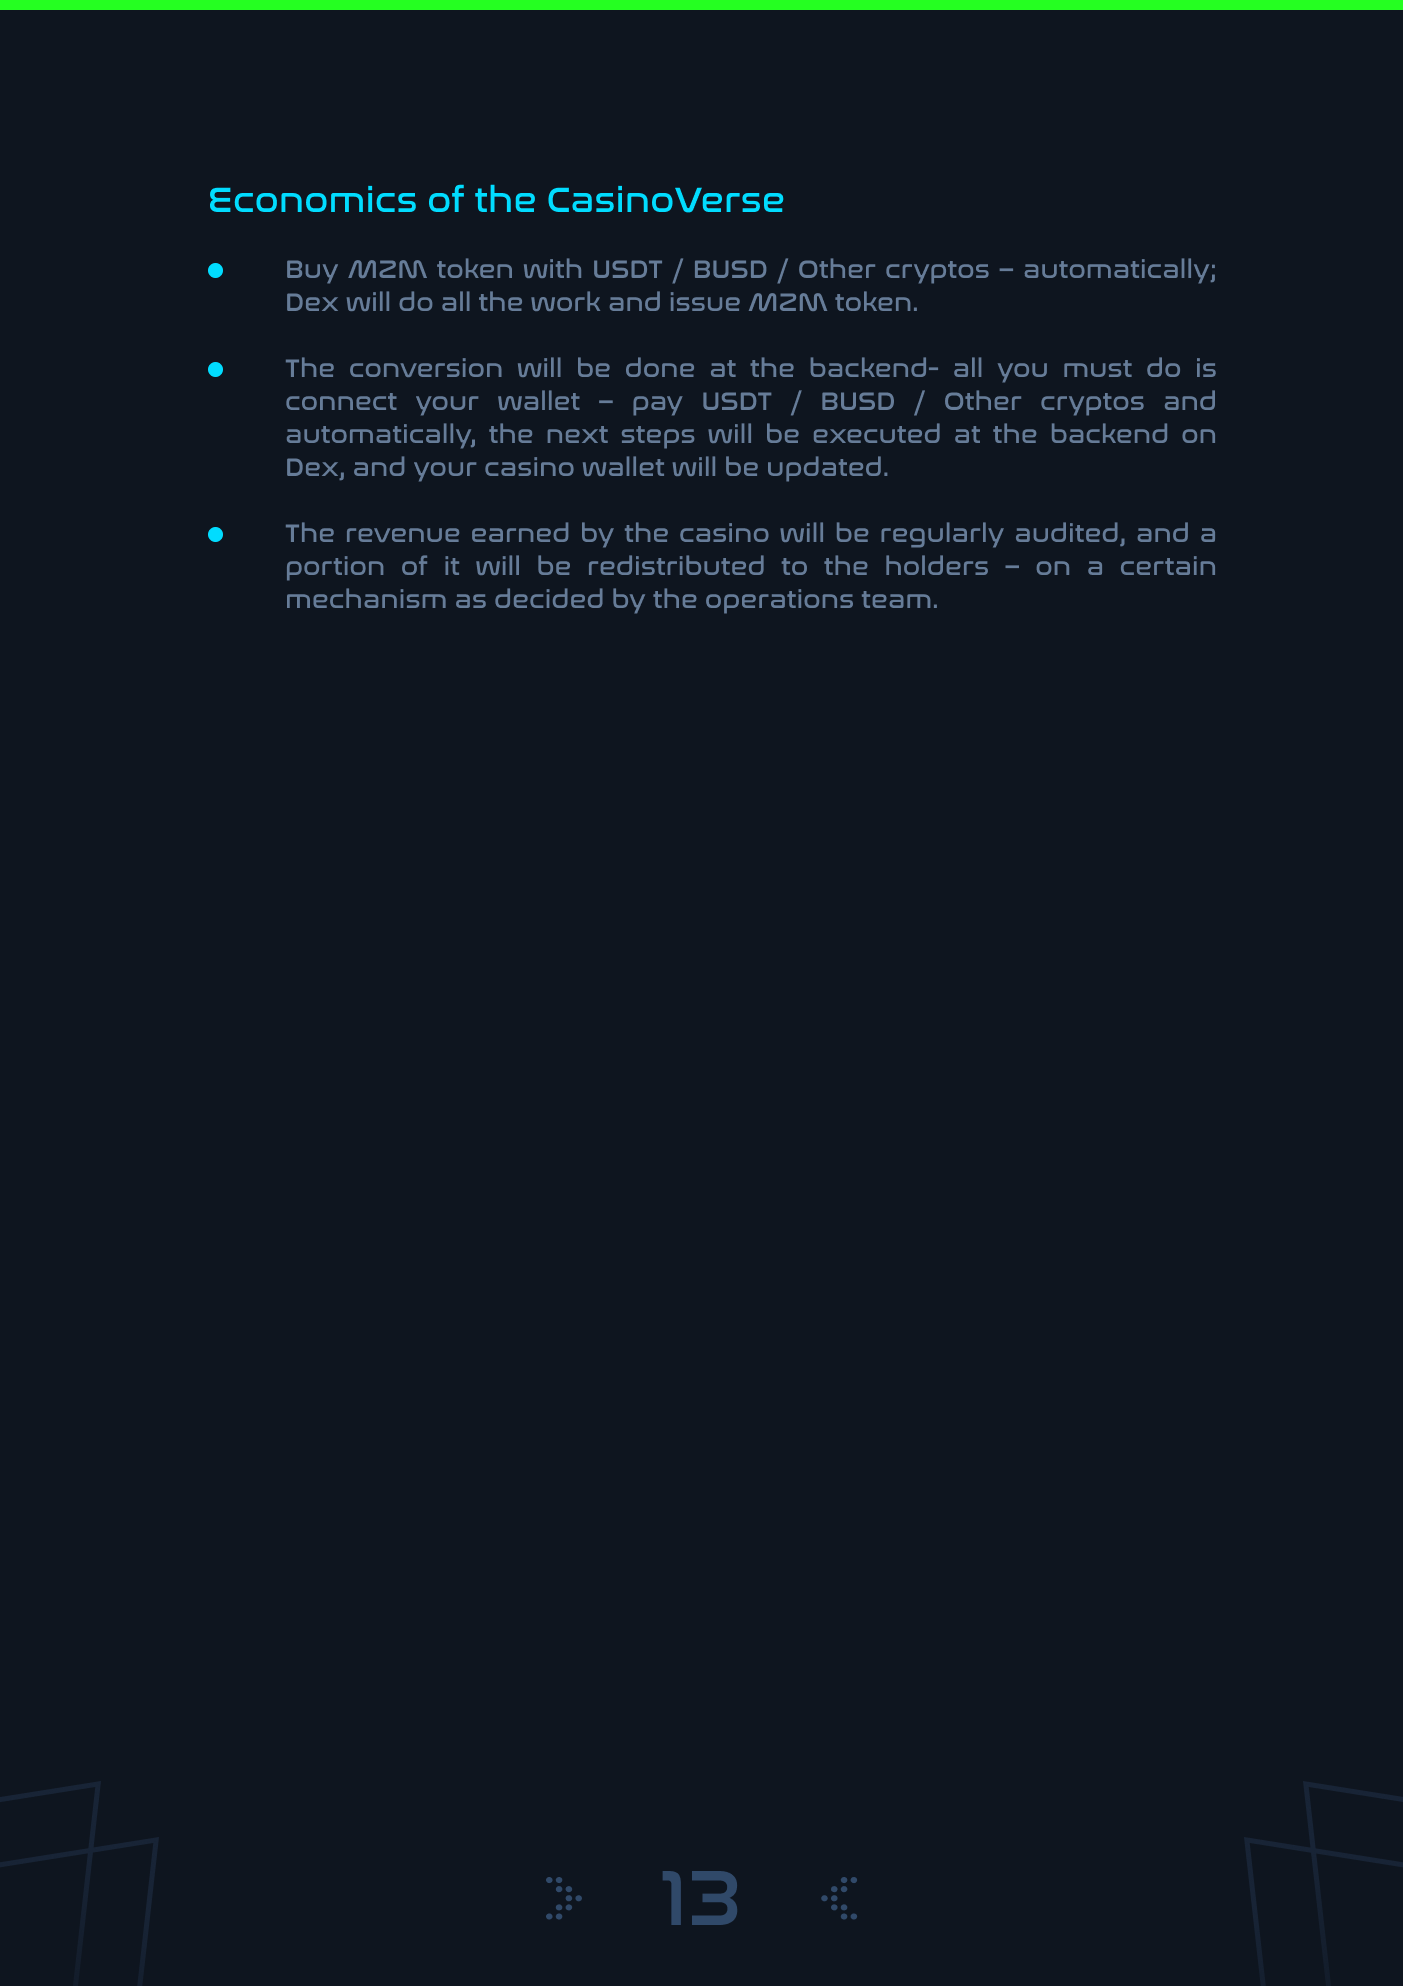 Economics of the CasinoVerse
Buy MZM token with USDT / BUSD / Other cryptos – automatically;
Dex will do all the work and issue MZM token.
The conversion will be done at the backend- all you must do is
connect your wallet – pay USDT / BUSD / Other cryptos and
automatically, the next steps will be executed at the backend on
Dex, and your casino wallet will be updated.
The revenue earned by the casino will be regularly audited, and a
portion of it will be redistributed to the holders – on a certain
mechanism as decided by the operations team.
13